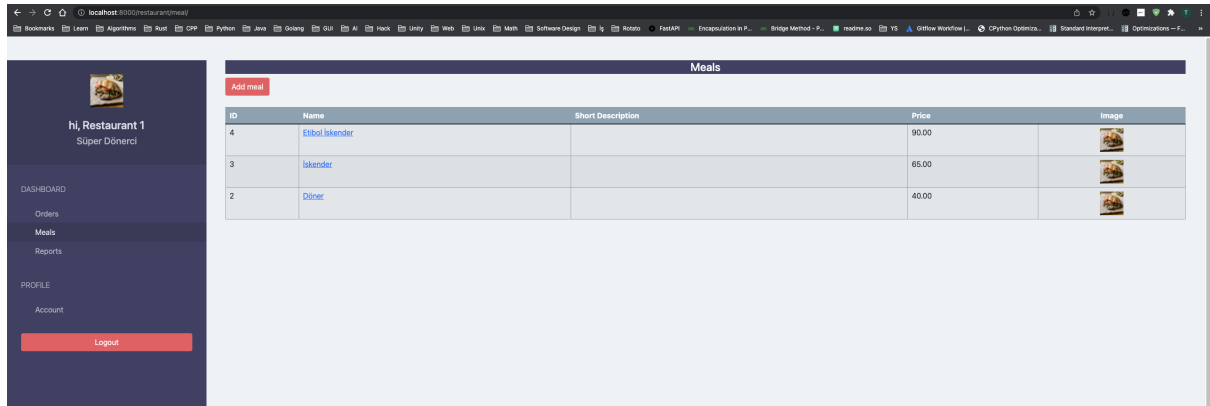 localhost:8000/restaurant/meal/
Bookmarks Learn Algorithms Rust CPP Python Java Golang GUI AI Hack Unity Web Unix Math Software Design İş Rotato FastAPI Encapsulation in P... Bridge Method - P... readme.so YS Gitflow Workflow |... CPython Optimiza... Standard Interpret... Optimizations — F... »
hi, Restaurant 1
Süper Dönerci
DASHBOARD
Orders
Meals
Reports
PROFILE
Account
Logout
Meals
Add meal
ID Name Short Description Price Image
4 Etibol İskender 90.00
3 İskender 65.00
2 Döner 40.00